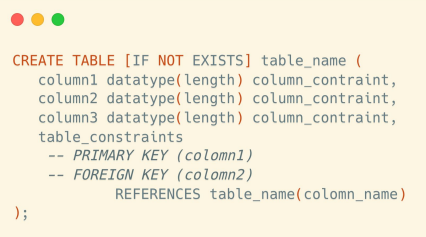 CREATE TABLE [IF NOT EXISTS] table_name (
column1 datatype(length) column_contraint,
column2 datatype(length) column_contraint,
column3 datatype(length) column_contraint,
table_constraints
-- PRIMARY KEY (colomn1)
-- FOREIGN KEY (colomn2)
REFERENCES table_name(colomn_name)
);